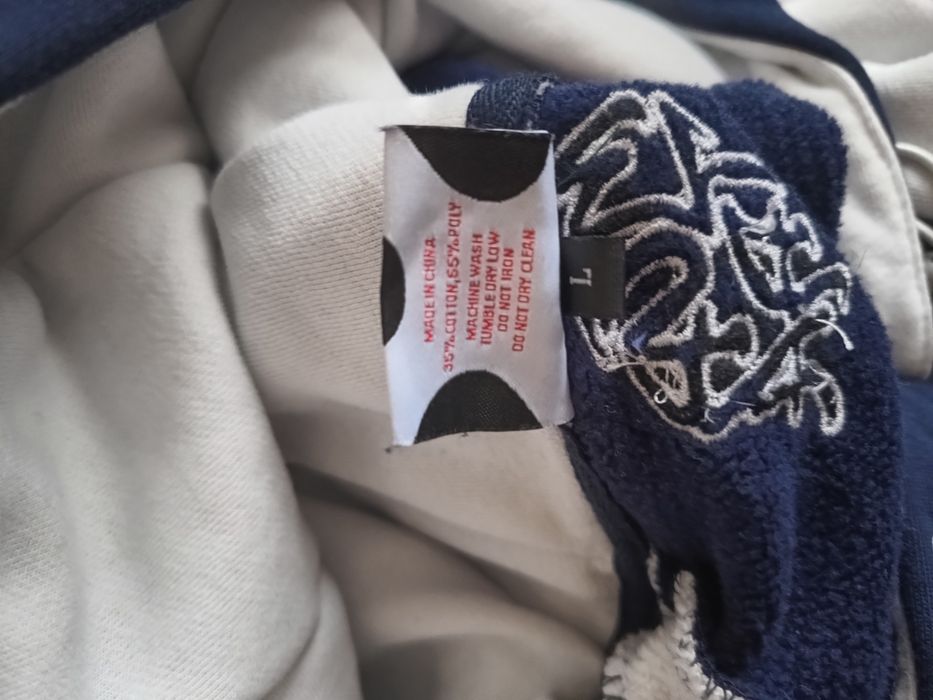 MADE IN CHINA
35%COTTON,65%POLY
MACHINE WASH
TUMBLE DRY LOW
DO NOT IRON
DO NOT DRY CLEAN
L